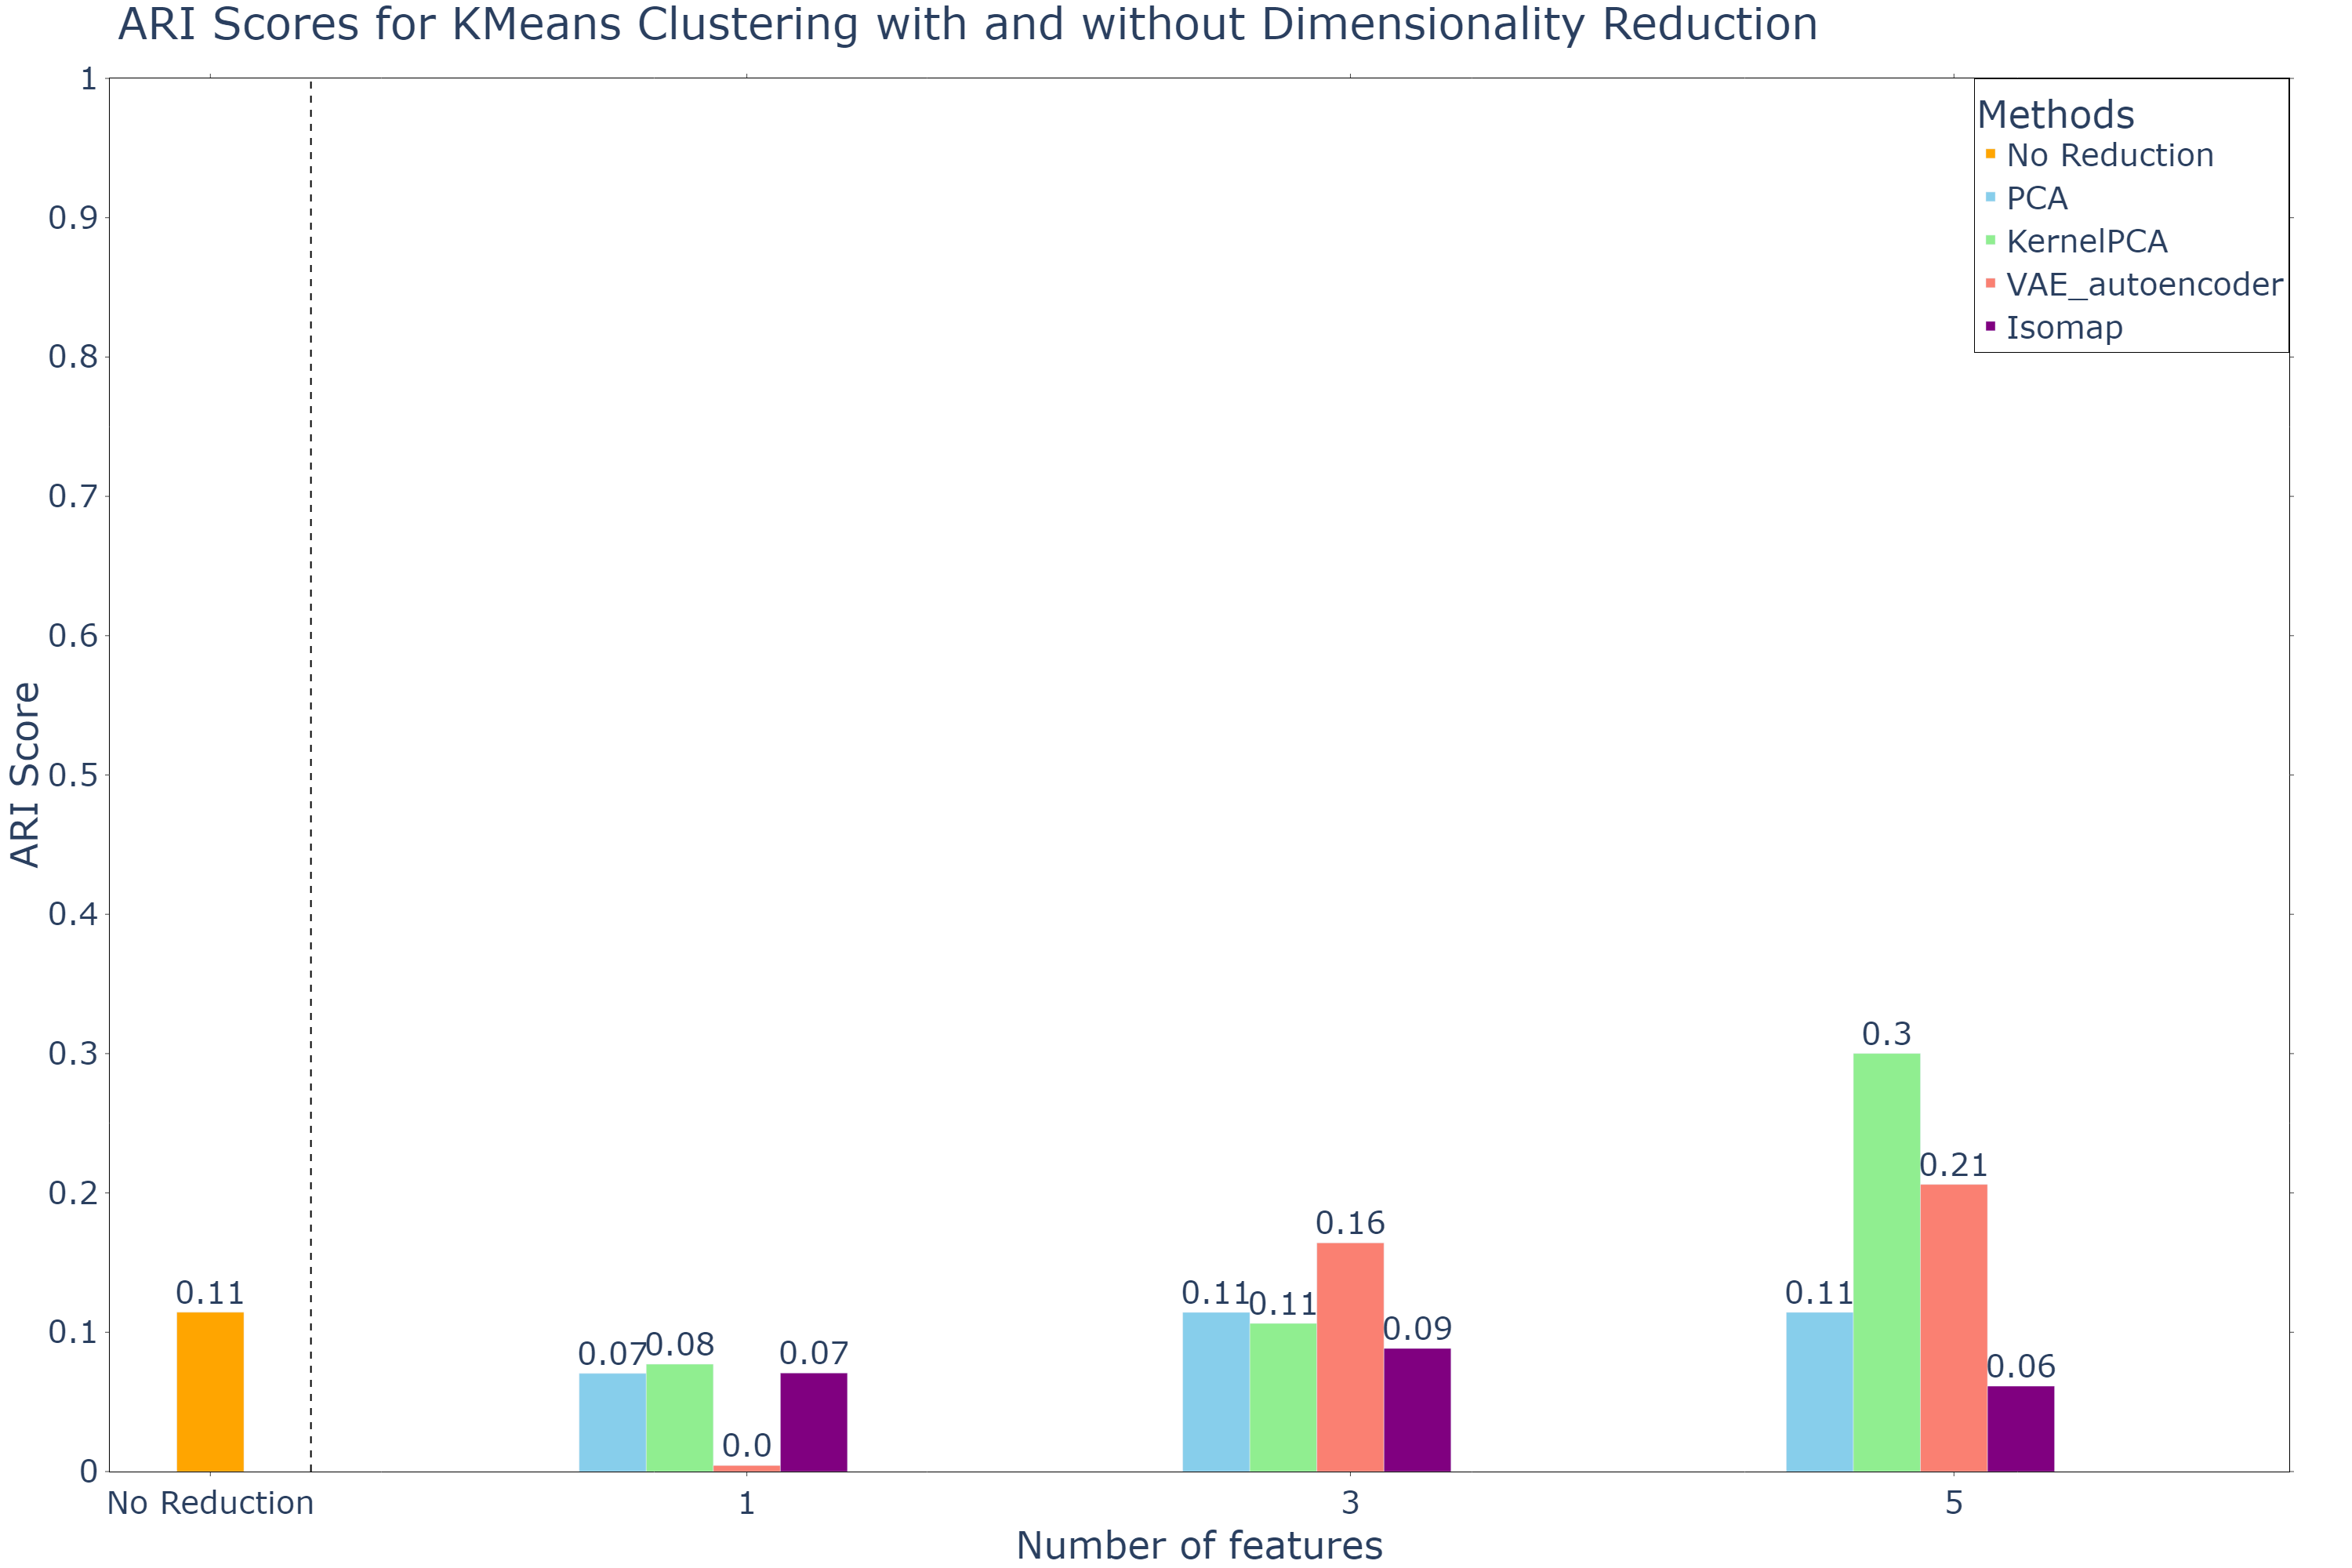 ARI Scores for KMeans Clustering with and without Dimensionality Reduction
Methods
No Reduction
PCA
KernelPCA
VAE_autoencoder
Isomap
ARI Score
1
0.9
0.8
0.7
0.6
0.5
0.4
0.3
0.2
0.1
0
0.11
0.07
0.08
0.0
0.07
0.11
0.11
0.16
0.09
0.11
0.3
0.21
0.06
No Reduction
1
3
5
Number of features